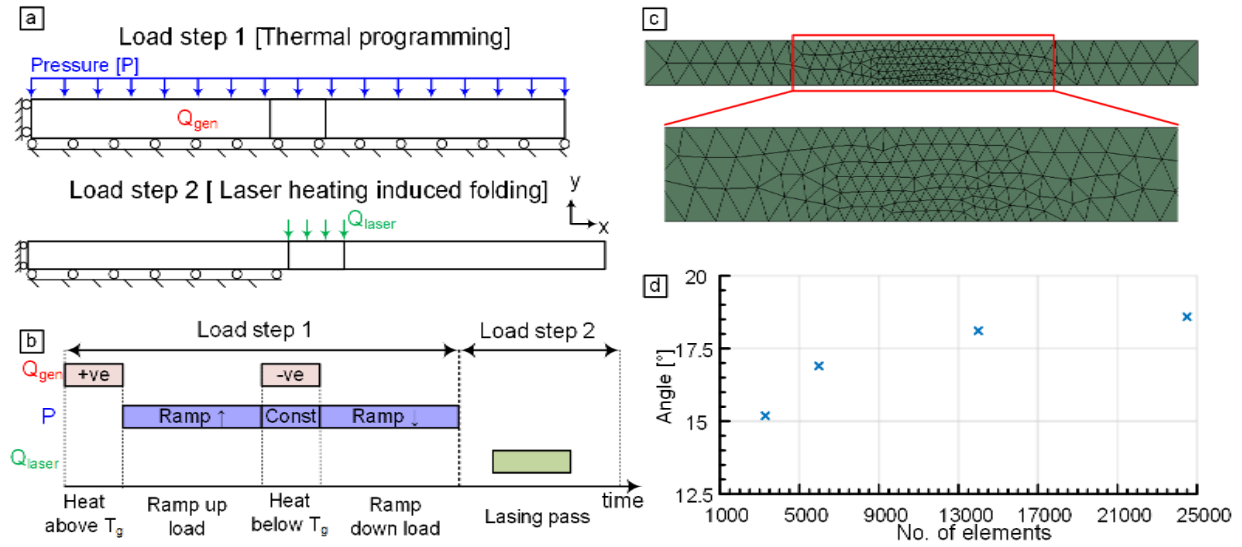 a
Load step 1 [Thermal programming]
Pressure [P]
Qgen
Load step 2 [ Laser heating induced folding]
Qlaser
y
x
b
Load step 1
Load step 2
Qgen
+ve
-ve
P
Ramp ↑
Const
Ramp ↓
Qlaser
time
Heat
above Tg
Ramp up
load
Heat
below Tg
Ramp
down load
Lasing pass
c
d
20
17.5
15
12.5
Angle [°]
1000
5000
9000
13000
17000
21000
25000
No. of elements